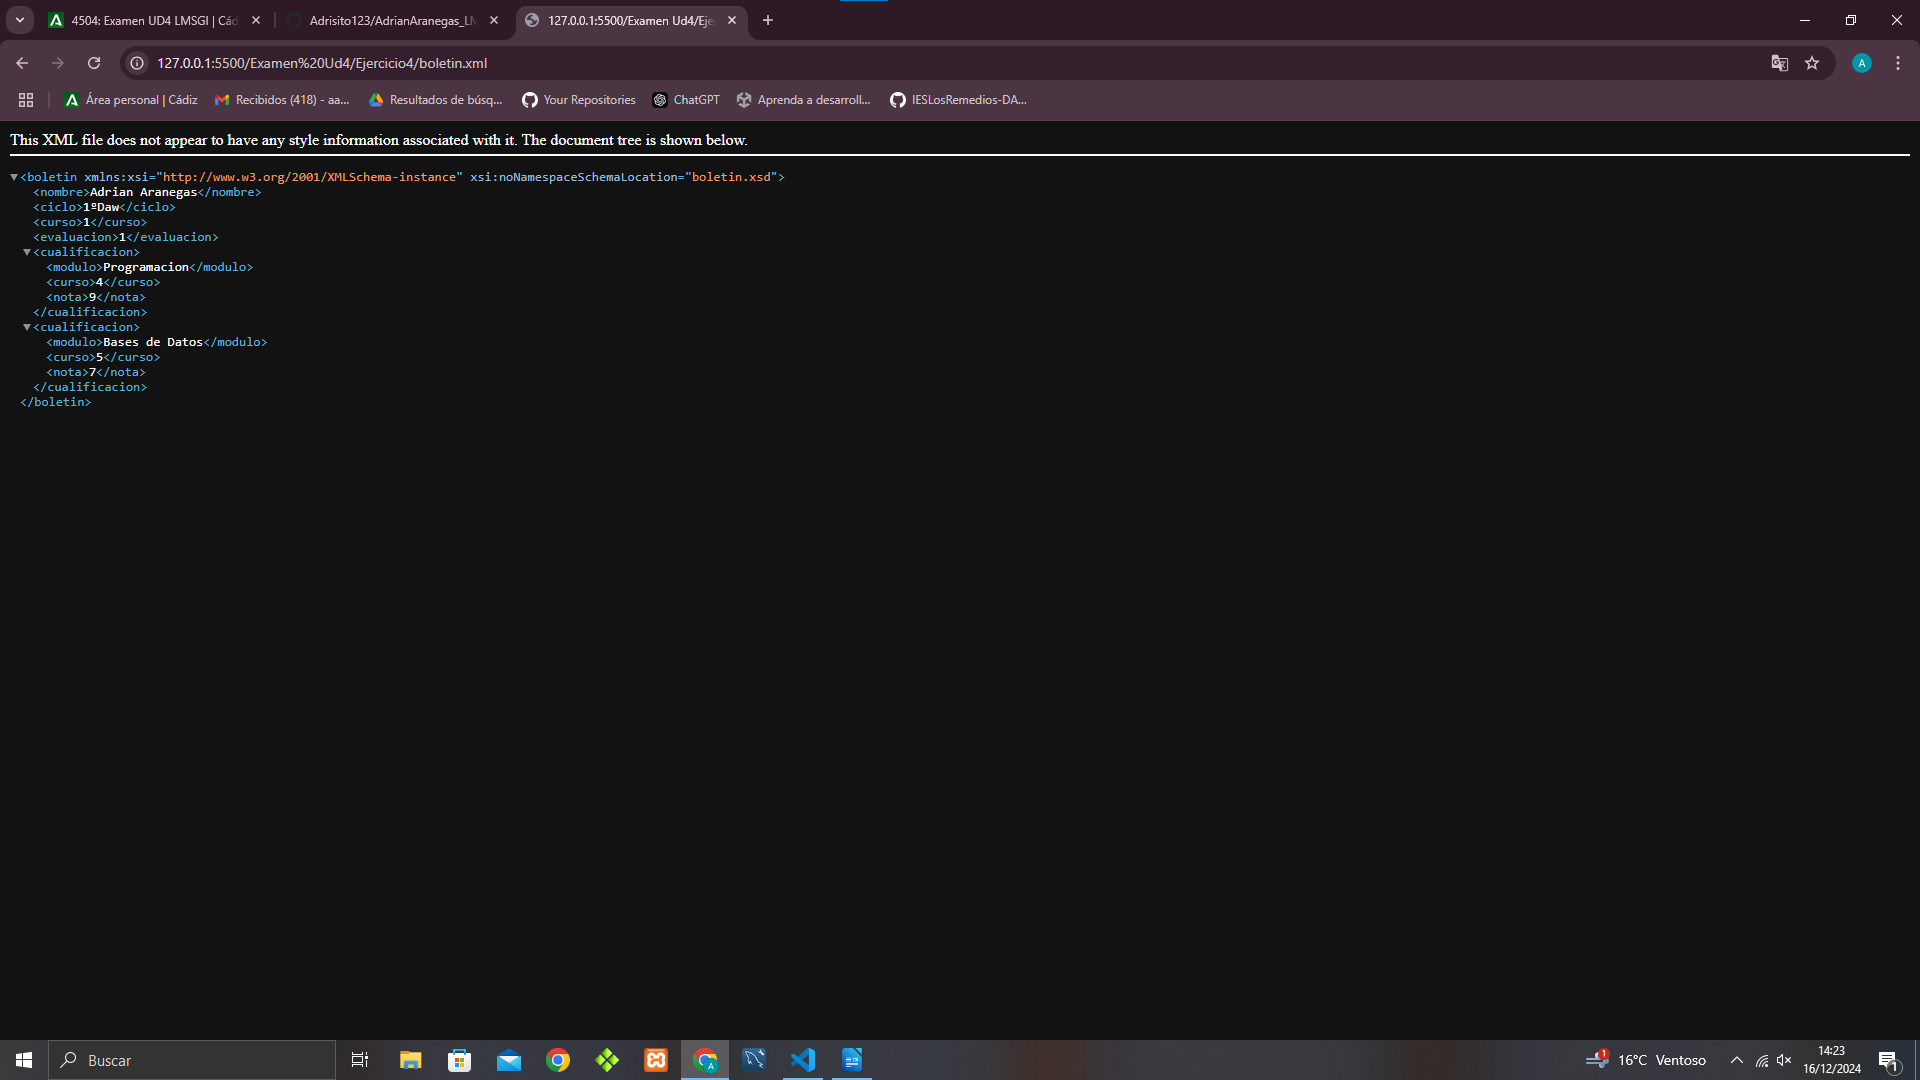 4504: Examen UD4 LMSGI | Cád
Adrisito123/AdrianAranegas_LM
127.0.0.1:5500/Examen Ud4/Eje
127.0.0.1:5500/Examen%20Ud4/Ejercicio4/boletin.xml
A
Área personal | Cádiz
Recibidos (418) - aa...
Resultados de búsq...
Your Repositories
ChatGPT
Aprenda a desarroll...
IESLosRemedios-DA...
This XML file does not appear to have any style information associated with it. The document tree is shown below.
<boletin xmlns:xsi="http://www.w3.org/2001/XMLSchema-instance" xsi:noNamespaceSchemaLocation="boletin.xsd">
<nombre>Adrian Aranegas</nombre>
<ciclo>1ºDaw</ciclo>
<curso>1</curso>
<evaluacion>1</evaluacion>
<cualificacion>
<modulo>Programacion</modulo>
<curso>4</curso>
<nota>9</nota>
</cualificacion>
<cualificacion>
<modulo>Bases de Datos</modulo>
<curso>5</curso>
<nota>7</nota>
</cualificacion>
</boletin>
Buscar
1
16°C Ventoso
14:23
16/12/2024
1